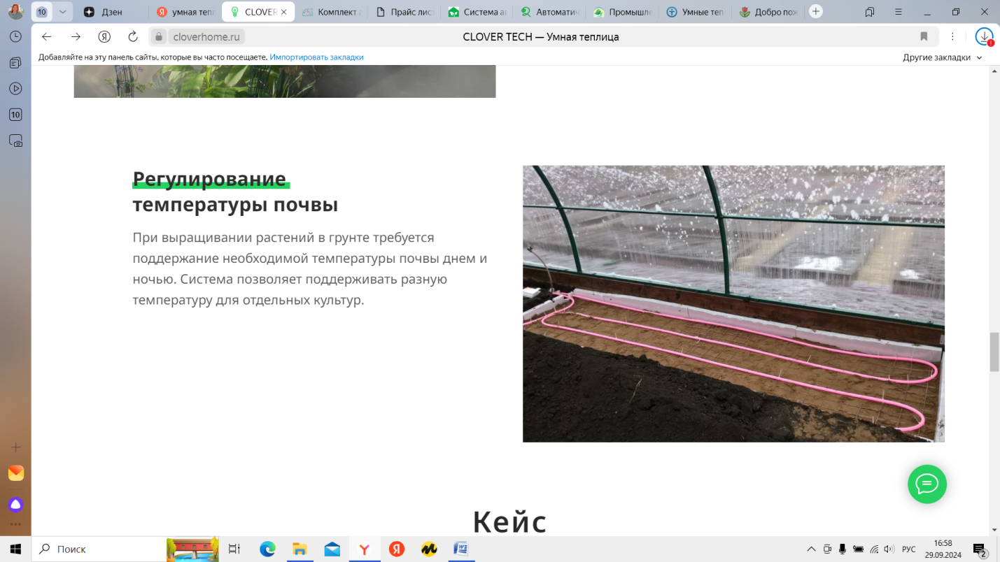 10
Дзен
умная тепл
CLOVER
Комплект
Прайс лист
Система ав
Автоматич
Промышле
Умные теп
Добро пож
cloverhome.ru
CLOVER TECH — Умная теплица
Добавляйте на эту панель сайты, которые вы часто посещаете. Импортировать закладки
Другие закладки
10
Регулирование
температуры почвы
При выращивании растений в грунте требуется
поддержание необходимой температуры почвы днем и
ночью. Система позволяет поддерживать разную
температуру для отдельных культур.
Кейс
Поиск
РУС
16:58
29.09.2024
2